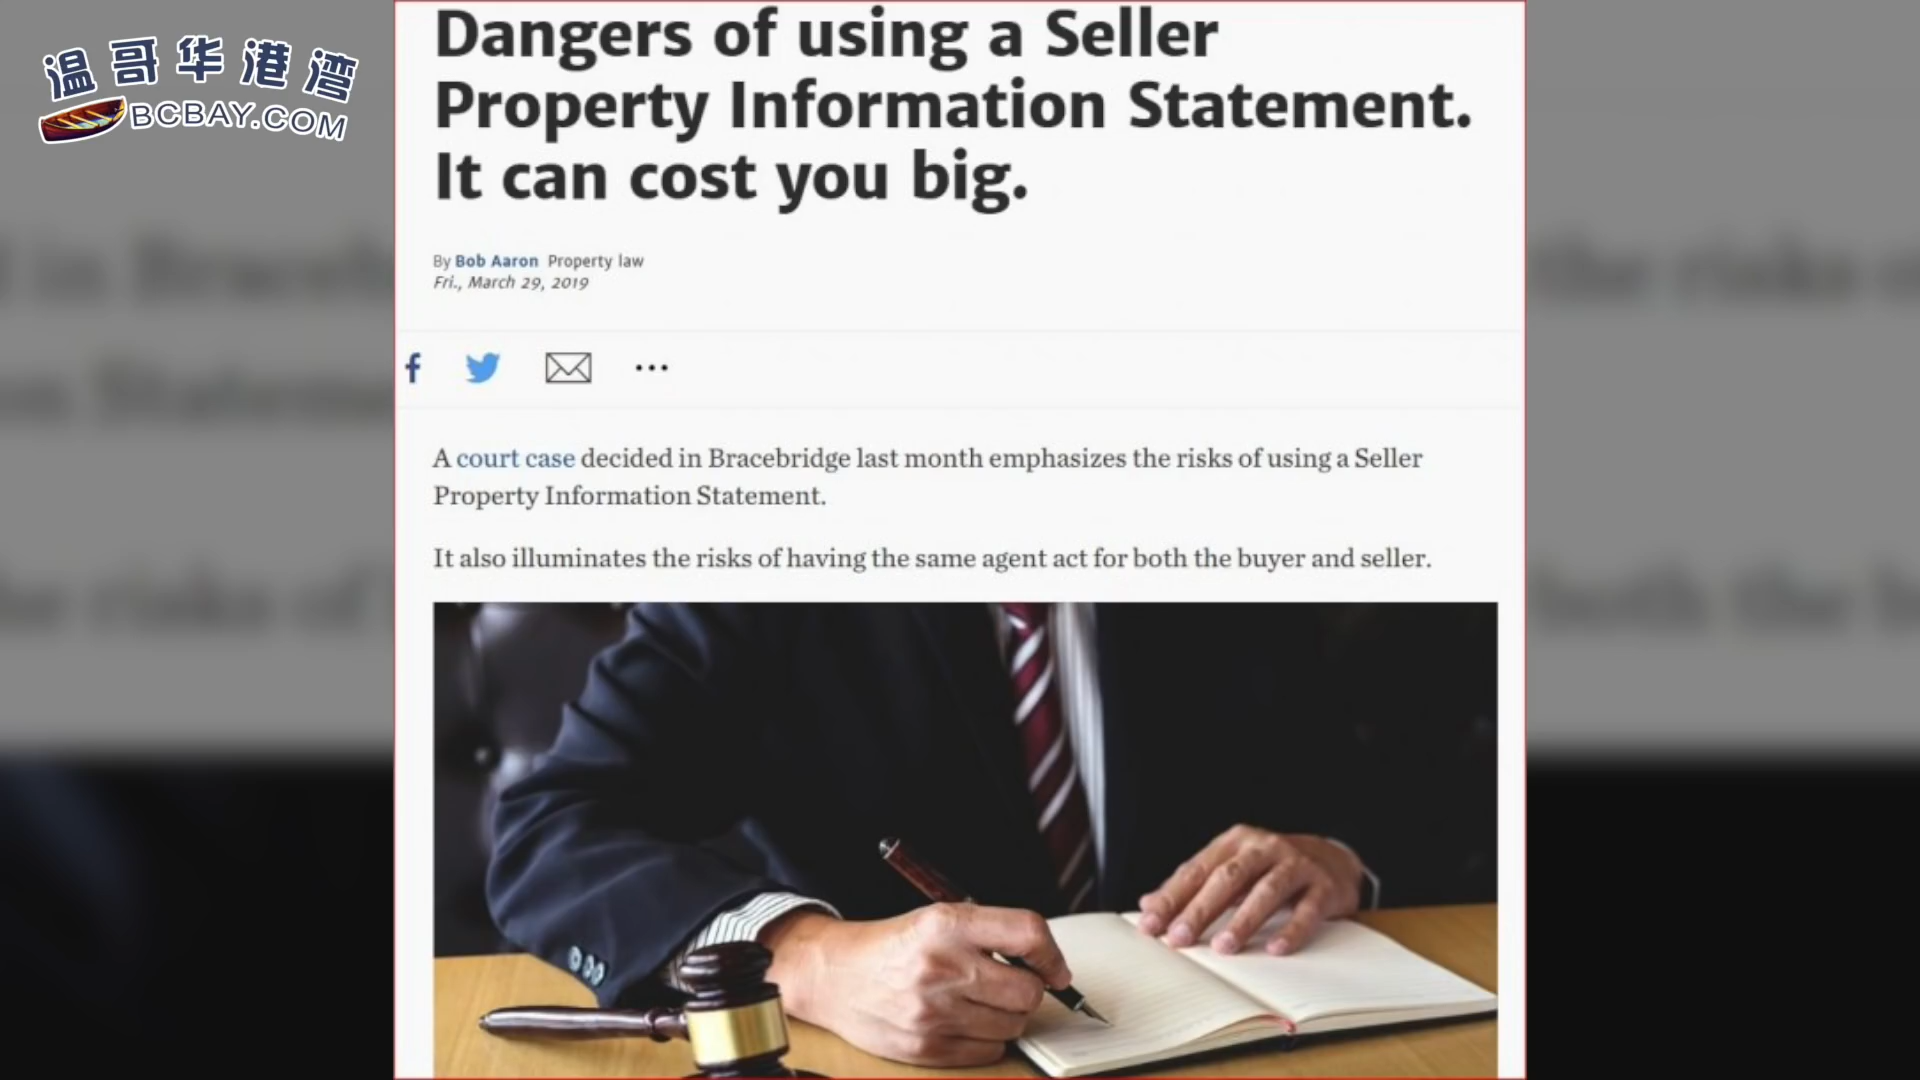 温哥华港湾
BCBAY.COM
Dangers of using a Seller
Property Information Statement.
It can cost you big.
By Bob Aaron Property law
Fri., March 29, 2019
A court case decided in Bracebridge last month emphasizes the risks of using a Seller
Property Information Statement.
It also illuminates the risks of having the same agent act for both the buyer and seller.